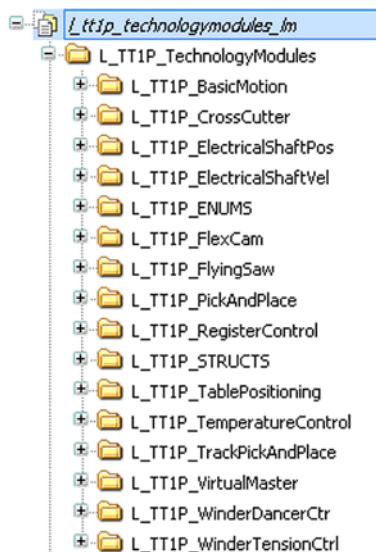 l_tt1p_technologymodules_lm
L_TT1P_TechnologyModules
L_TT1P_BasicMotion
L_TT1P_CrossCutter
L_TT1P_ElectricalShaftPos
L_TT1P_ElectricalShaftVel
L_TT1P_ENUMS
L_TT1P_FlexCam
L_TT1P_FlyingSaw
L_TT1P_PickAndPlace
L_TT1P_RegisterControl
L_TT1P_STRUCTS
L_TT1P_TablePositioning
L_TT1P_TemperatureControl
L_TT1P_TrackPickAndPlace
L_TT1P_VirtualMaster
L_TT1P_WinderDancerCtr
L_TT1P_WinderTensionCtrl